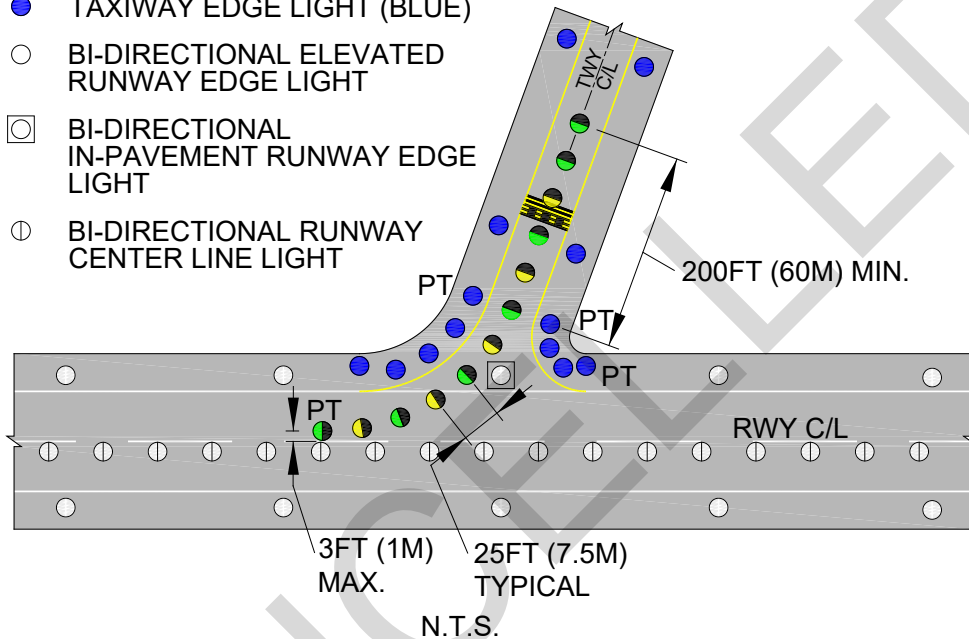 TAXIWAY EDGE LIGHT (BLUE)
BI-DIRECTIONAL ELEVATED
RUNWAY EDGE LIGHT
BI-DIRECTIONAL
IN-PAVEMENT RUNWAY EDGE
LIGHT
BI-DIRECTIONAL RUNWAY
CENTER LINE LIGHT
TWY
C/L
200FT (60M) MIN.
PT
PT
PT
PT
RWY C/L
3FT (1M)
MAX.
25FT (7.5M)
TYPICAL
N.T.S.